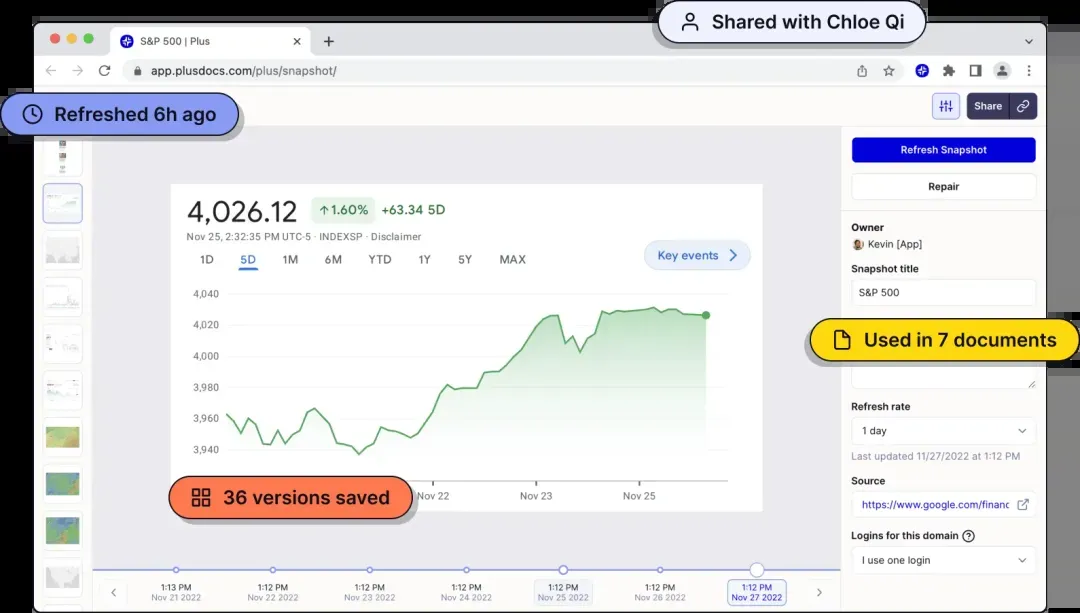 Shared with Chloe Qi
S&P 500 | Plus
app.plusdocs.com/plus/snapshot/
Refreshed 6h ago
Share
Refresh Snapshot
Repair
4,026.12
↑1.60%
+63.34 5D
Nov 25, 2:32:35 PM UTC-5 · INDEXSP · Disclaimer
1D 5D 1M 6M YTD 1Y 5Y MAX
Key events
4,040
4,020
4,000
3,980
3,960
3,940
Nov 22
Nov 23
Nov 25
36 versions saved
Owner
Kevin [App]
Snapshot title
S&P 500
Used in 7 documents
Refresh rate
1 day
Last updated 11/27/2022 at 1:12 PM
Source
https://www.google.com/financ
Logins for this domain
I use one login
1:13 PM
Nov 21 2022
1:12 PM
Nov 22 2022
1:12 PM
Nov 23 2022
1:12 PM
Nov 24 2022
1:12 PM
Nov 25 2022
1:12 PM
Nov 26 2022
1:12 PM
Nov 27 2022